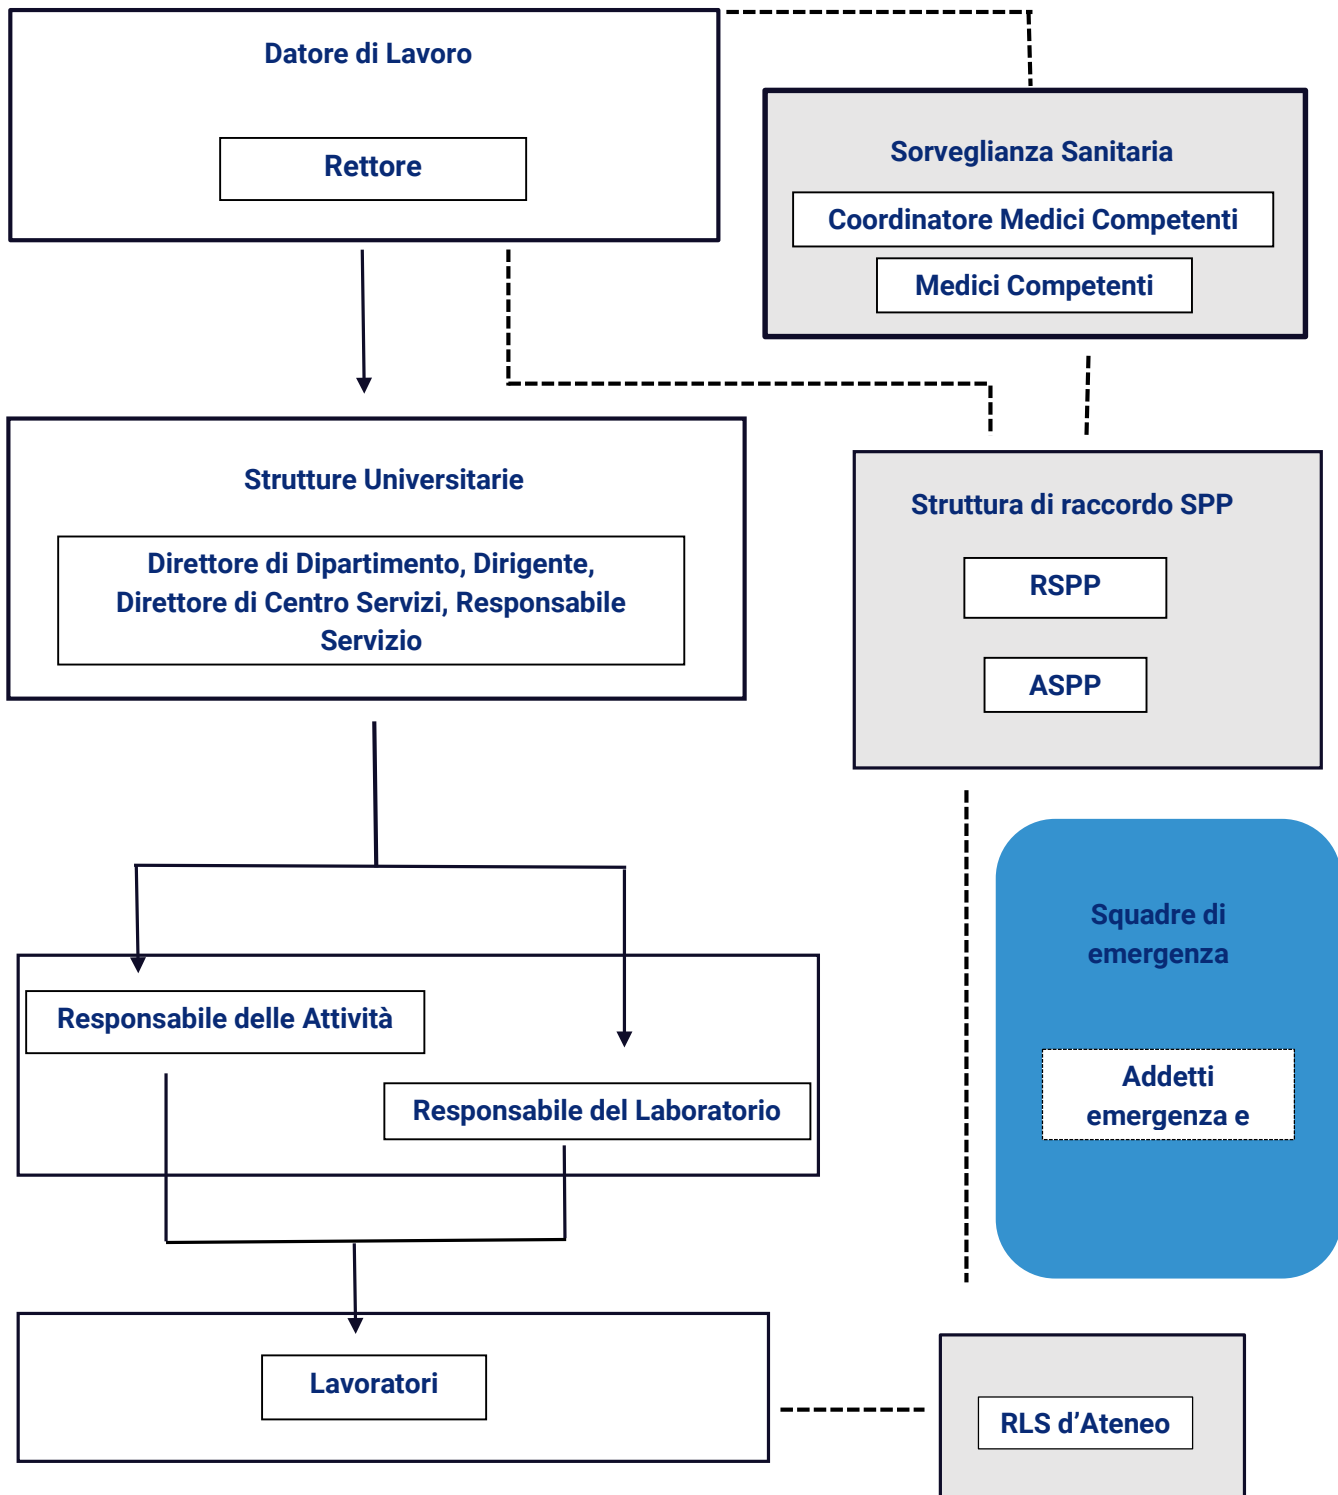 Datore di Lavoro
Rettore
Sorveglianza Sanitaria
Coordinatore Medici Competenti
Medici Competenti
Strutture Universitarie
Direttore di Dipartimento, Dirigente,
Direttore di Centro Servizi, Responsabile
Servizio
Struttura di raccordo SPP
RSPP
ASPP
Squadre di
emergenza
Addetti
emergenza e
Responsabile delle Attività
Responsabile del Laboratorio
Lavoratori
RLS d’Ateneo